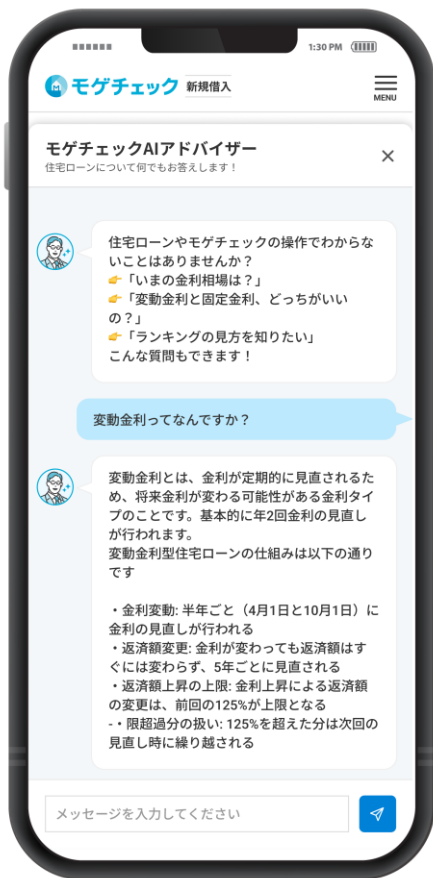 1:30 PM
モゲチェック 新規借入
MENU
モゲチェックAIアドバイザー
住宅ローンについて何でもお答えします！
×
住宅ローンやモゲチェックの操作でわからな
いことはありませんか？
👉「いまの金利相場は？」
👉「変動金利と固定金利、どっちがいい
の？」
👉「ランキングの見方を知りたい」
こんな質問もできます！
変動金利ってなんですか？
変動金利とは、金利が定期的に見直されるた
め、将来金利が変わる可能性がある金利タイ
プのことです。基本的に年2回金利の見直し
が行われます。
変動金利型住宅ローンの仕組みは以下の通り
です
・金利変動: 半年ごと（4月1日と10月1日）に
金利の見直しが行われる
・返済額変更: 金利が変わっても返済額はす
ぐには変わらず、5年ごとに見直される
・返済額上昇の上限: 金利上昇による返済額
の変更は、前回の125%が上限となる
-・限超過分の扱い: 125%を超えた分は次回の
見直し時に繰り越される
メッセージを入力してください